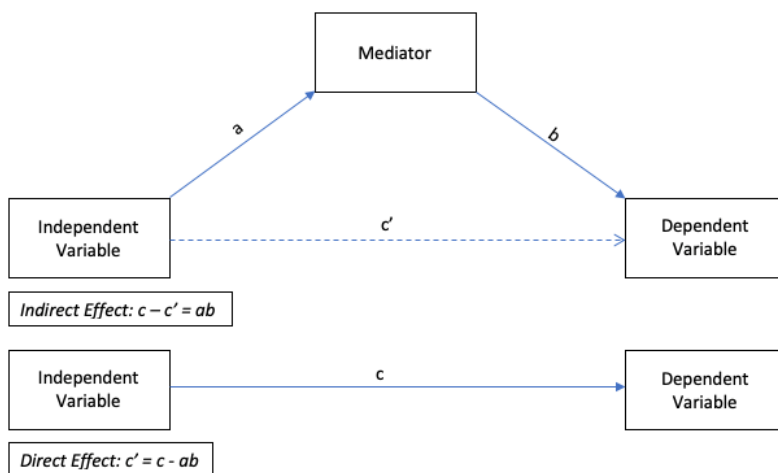 Mediator
a
b
Independent
Variable
c’
Dependent
Variable
Indirect Effect: c – c’ = ab
Independent
Variable
c
Dependent
Variable
Direct Effect: c’ = c - ab